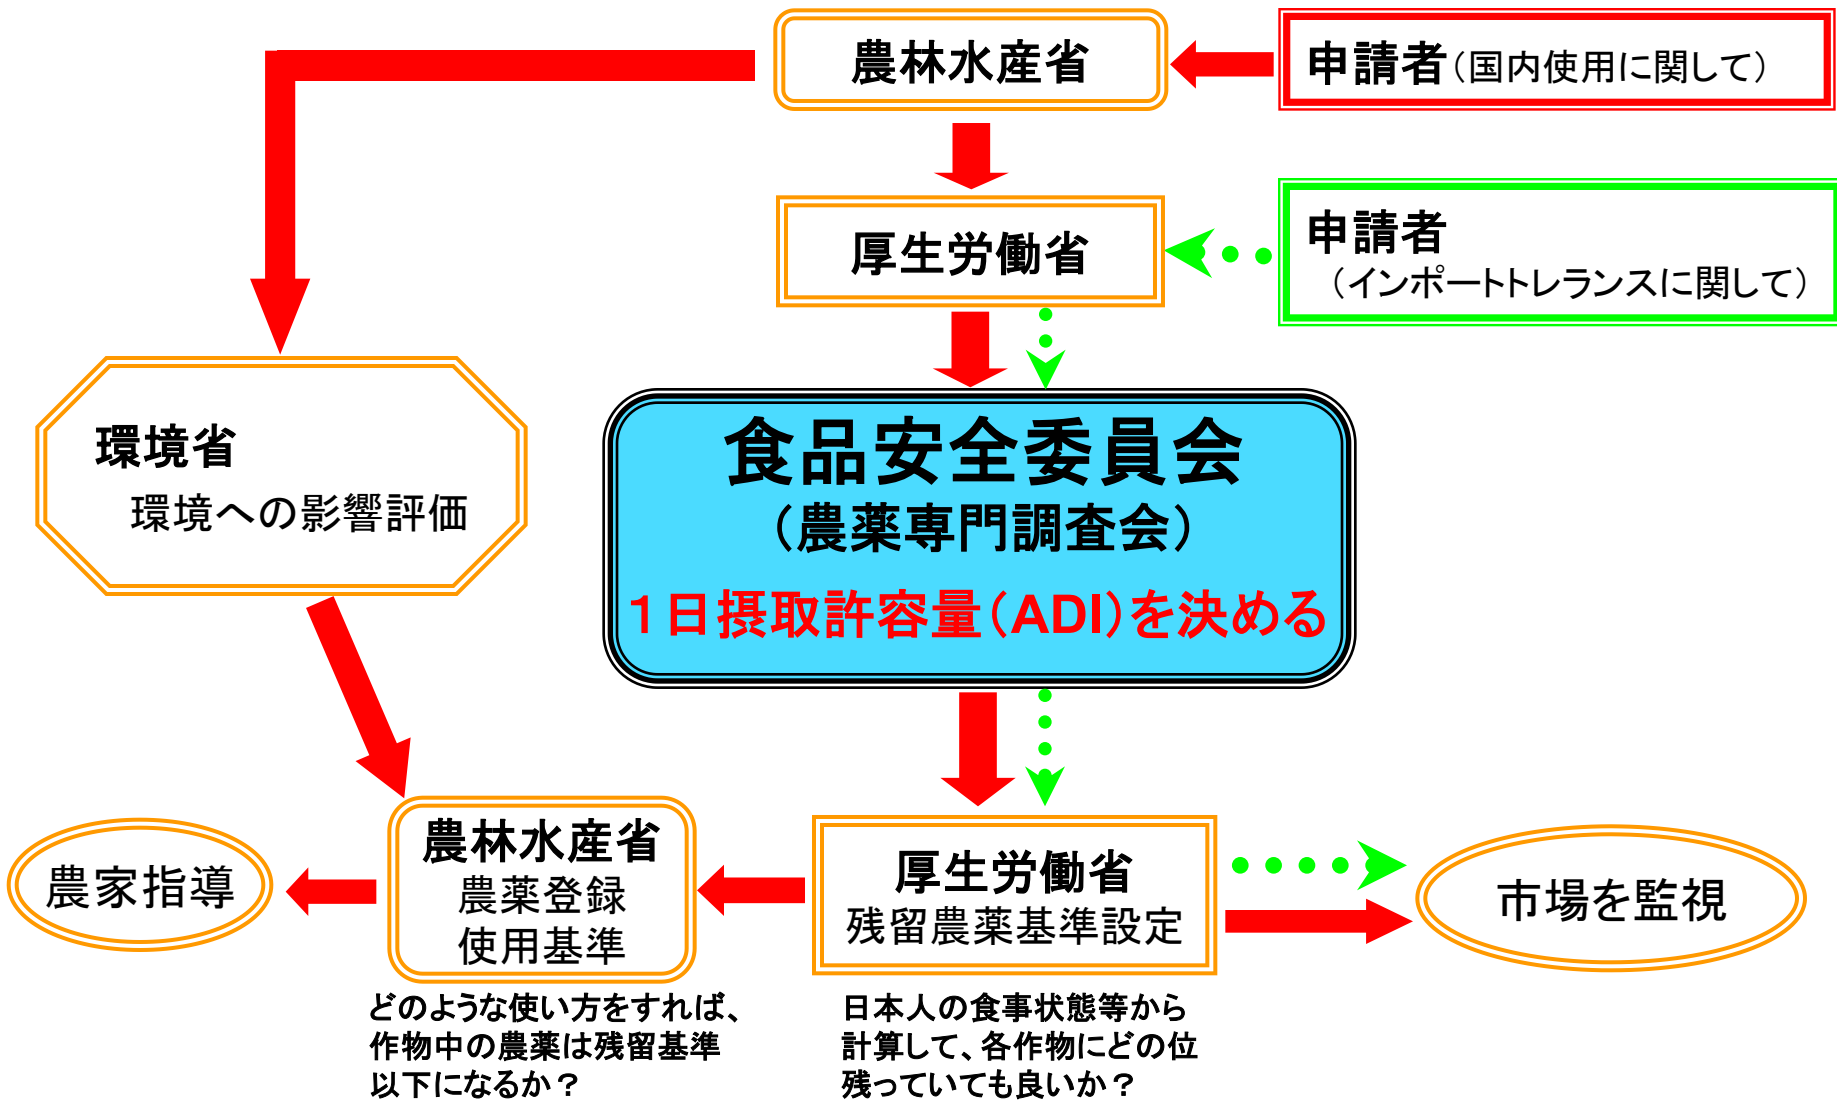 農林水産省
申請者（国内使用に関して）
厚生労働省
申請者
（インポートトレランスに関して）
環境省
環境への影響評価
食品安全委員会
（農薬専門調査会）
１日摂取許容量（ADI）を決める
農家指導
農林水産省
農薬登録
使用基準
厚生労働省
残留農薬基準設定
市場を監視
どのような使い方をすれば、
作物中の農薬は残留基準
以下になるか？
日本人の食事状態等から
計算して、各作物にどの位
残っていても良いか？